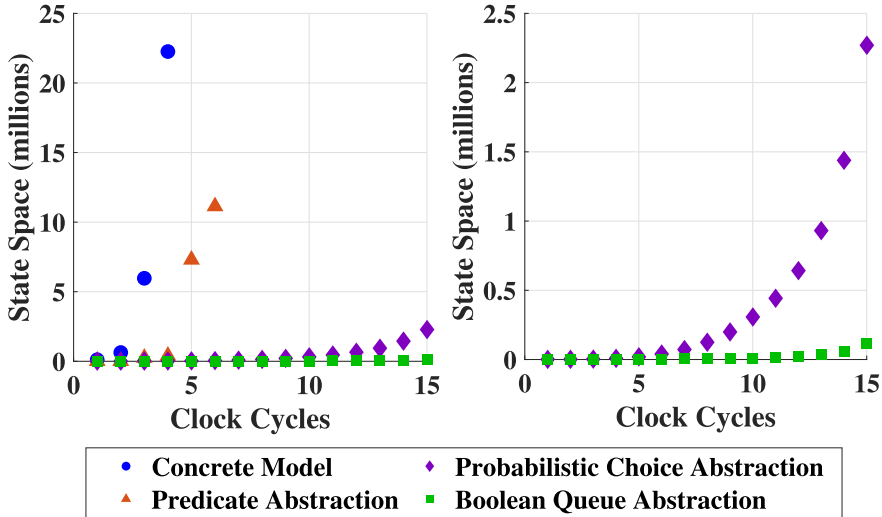 25
20
15
10
5
0
State Space (millions)
0 5 10 15
Clock Cycles
2.5
2
1.5
1
0.5
0
State Space (millions)
0 5 10 15
Clock Cycles
Concrete Model
Probabilistic Choice Abstraction
Predicate Abstraction
Boolean Queue Abstraction